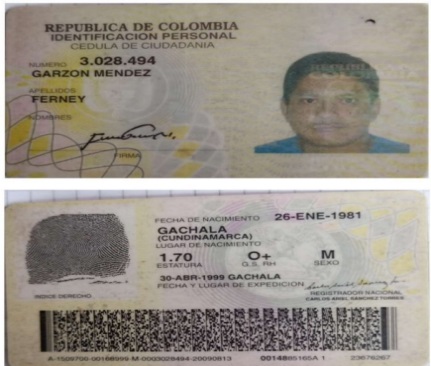 REPUBLICA DE COLOMBIA
IDENTIFICACION PERSONAL
CEDULA DE CIUDADANIA
NUMERO 3.028.494
GARZON MENDEZ
APELLIDOS
FERNEY
NOMBRES
FIRMA
FECHA DE NACIMIENTO 26-ENE-1981
GACHALA
(CUNDINAMARCA)
LUGAR DE NACIMIENTO
1.70 O+ M
ESTATURA G.S. RH SEXO
30-ABR-1999 GACHALA
FECHA Y LUGAR DE EXPEDICION
INDICE DERECHO
REGISTRADOR NACIONAL
CARLOS ARIEL SANCHEZ TORRES
A-1509700-00168999-M-0003028494-20090813 0014885165A 1 23676267